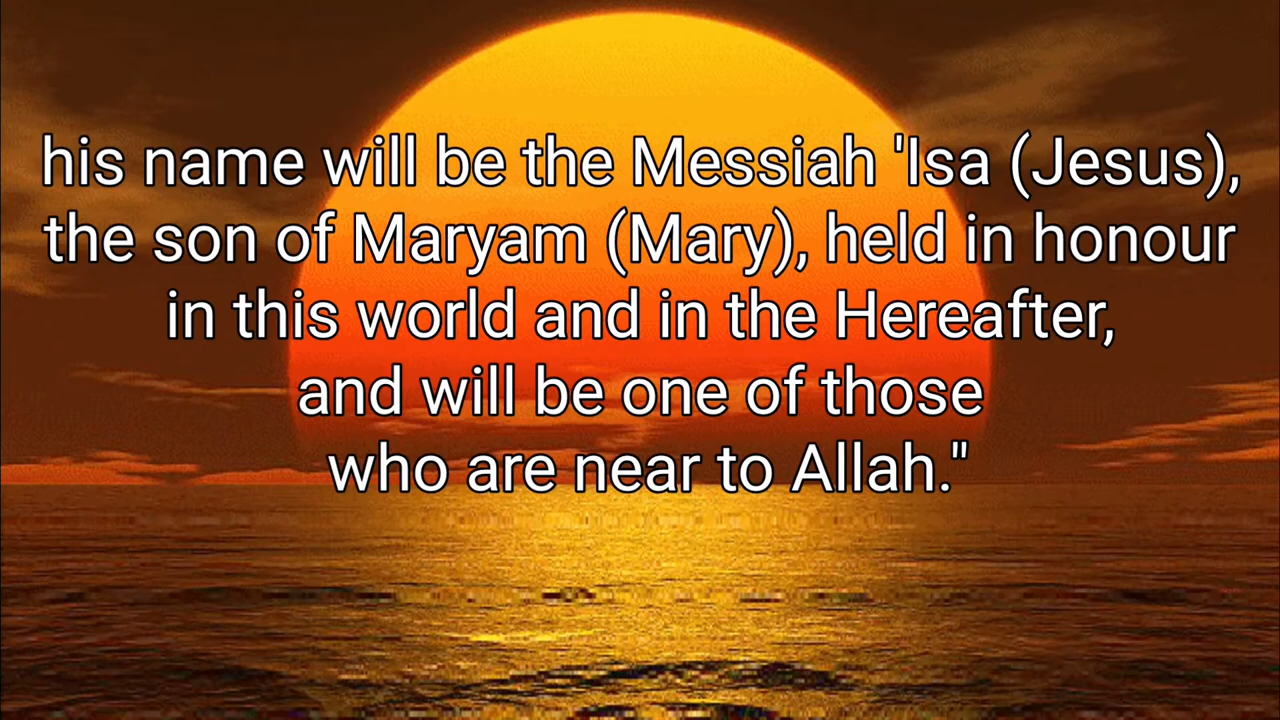 his name will be the Messiah 'Isa (Jesus),
the son of Maryam (Mary), held in honour
in this world and in the Hereafter,
and will be one of those
who are near to Allah."